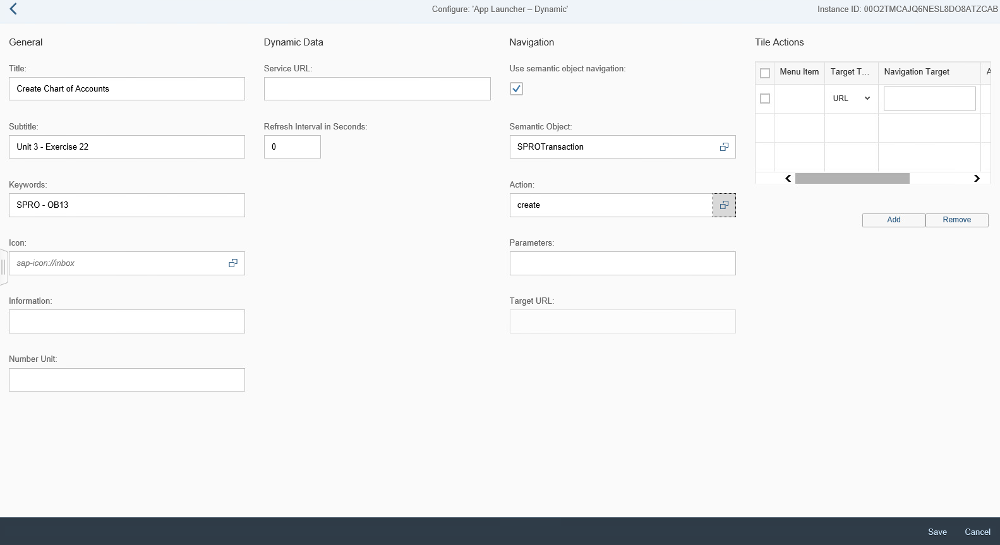 Configure: 'App Launcher – Dynamic'
Instance ID: 00O2TMCAJQ6NESL8DO8ATZCAB
General
Title:
Create Chart of Accounts
Subtitle:
Unit 3 - Exercise 22
Keywords:
SPRO - OB13
Icon:
sap-icon://inbox
Information:
Number Unit:
Dynamic Data
Service URL:
Refresh Interval in Seconds:
0
Navigation
Use semantic object navigation:
Semantic Object:
SPROTransaction
Action:
create
Parameters:
Target URL:
Tile Actions
Menu Item Target T... Navigation Target A
URL
Add Remove
Save Cancel